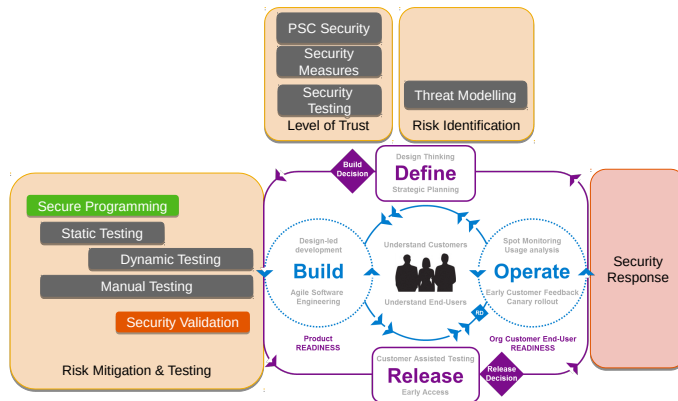 PSC Security
Security
Measures
Security
Testing
Level of Trust
Threat Modelling
Risk Identification
Build
Decision
Design Thinking
Define
Strategic Planning
Secure Programming
Static Testing
Dynamic Testing
Manual Testing
Security Validation
Risk Mitigation & Testing
Design-led
development
Build
Agile Software
Engineering
Product
READINESS
Understand Customers
Understand End-Users
Spot Monitoring
Usage analysis
Operate
Early Customer Feedback
Canary rollout
RD
Org Customer End-User
READINESS
Customer Assisted Testing
Release
Early Access
Release
Decision
Security
Response